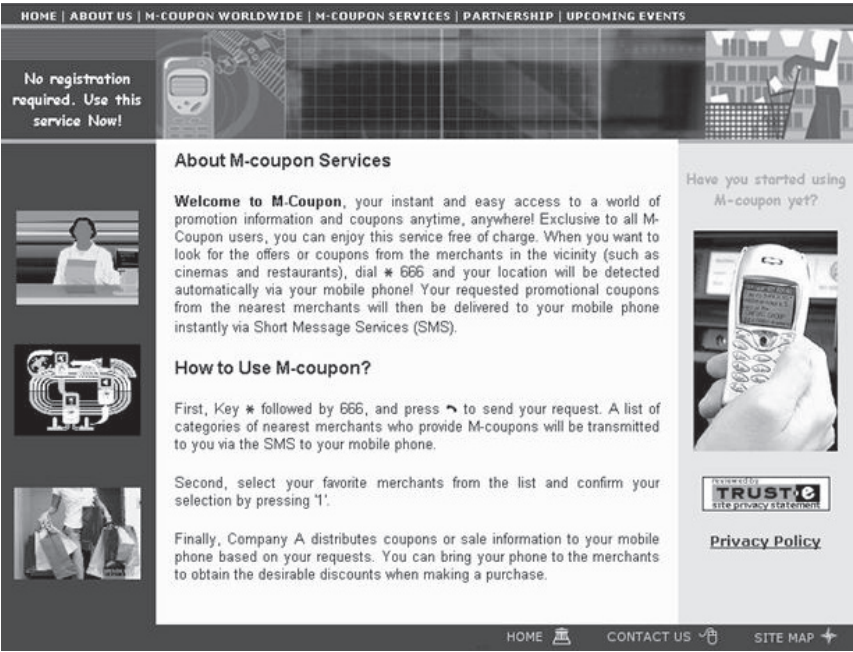 HOME | ABOUT US | M-COUPON WORLDWIDE | M-COUPON SERVICES | PARTNERSHIP | UPCOMING EVENTS
No registration
required. Use this
service Now!
About M-coupon Services
Welcome to M-Coupon, your instant and easy access to a world of
promotion information and coupons anytime, anywhere! Exclusive to all M-
Coupon users, you can enjoy this service free of charge. When you want to
look for the offers or coupons from the merchants in the vicinity (such as
cinemas and restaurants), dial * 666 and your location will be detected
automatically via your mobile phone! Your requested promotional coupons
from the nearest merchants will then be delivered to your mobile phone
instantly via Short Message Services (SMS).
How to Use M-coupon?
First, Key * followed by 666, and press to send your request. A list of
categories of nearest merchants who provide M-coupons will be transmitted
to you via the SMS to your mobile phone.
Second, select your favorite merchants from the list and confirm your
selection by pressing '1'.
Finally, Company A distributes coupons or sale information to your mobile
phone based on your requests. You can bring your phone to the merchants
to obtain the desirable discounts when making a purchase.
Have you started using
M-coupon yet?
reviewed by
TRUST·e
site privacy statement
Privacy Policy
HOME CONTACT US SITE MAP